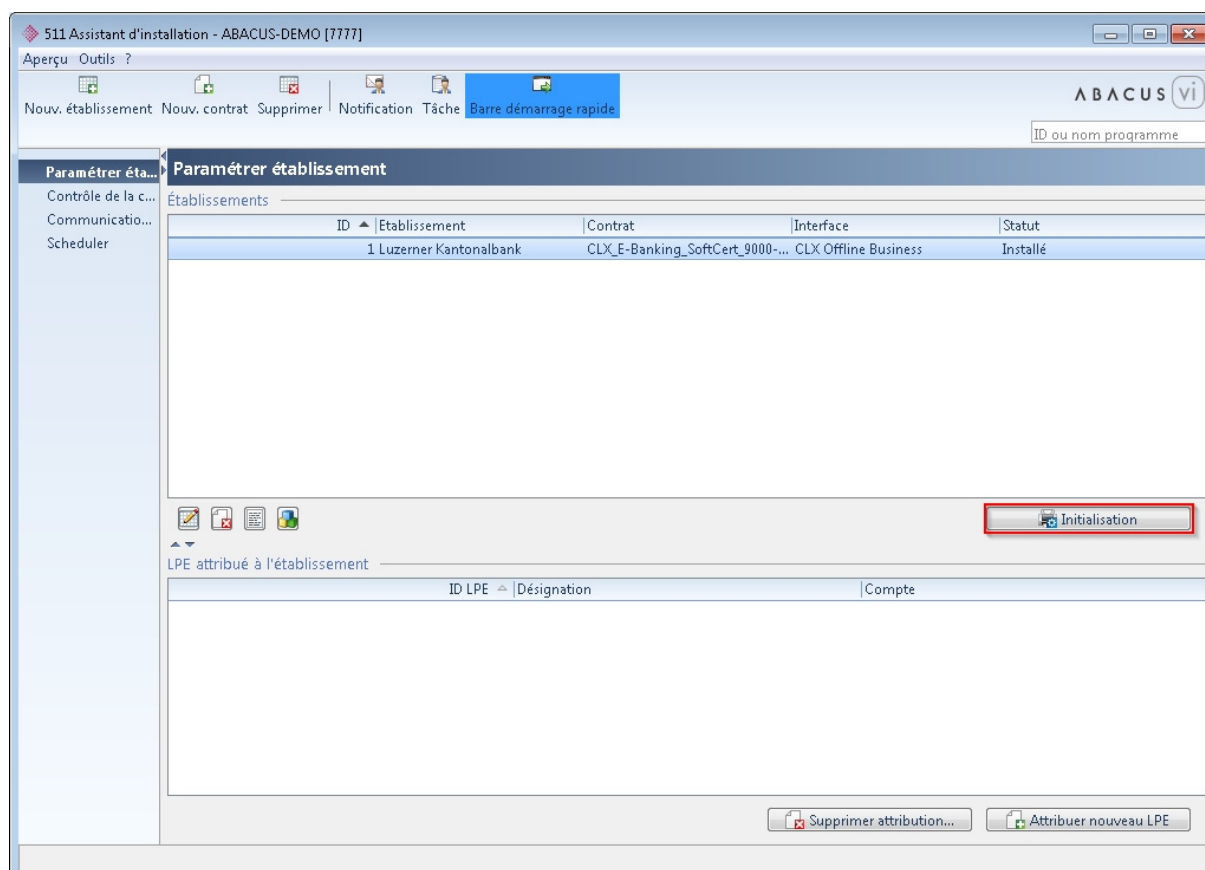 511 Assistant d'installation - ABACUS-DEMO [7777]
Aperçu Outils ?
Nouv. établissement Nouv. contrat Supprimer Notification Tâche Barre démarrage rapide
ABACUS vi
ID ou nom programme
Paramétrer éta...
Contrôle de la c...
Communicatio...
Scheduler
Paramétrer établissement
Établissements
ID Etablissement Contrat Interface Statut
1 Luzerner Kantonalbank CLX_E-Banking_SoftCert_9000-... CLX Offline Business Installé
Initialisation
LPE attribué à l'établissement
ID LPE Désignation Compte
Supprimer attribution... Attribuer nouveau LPE